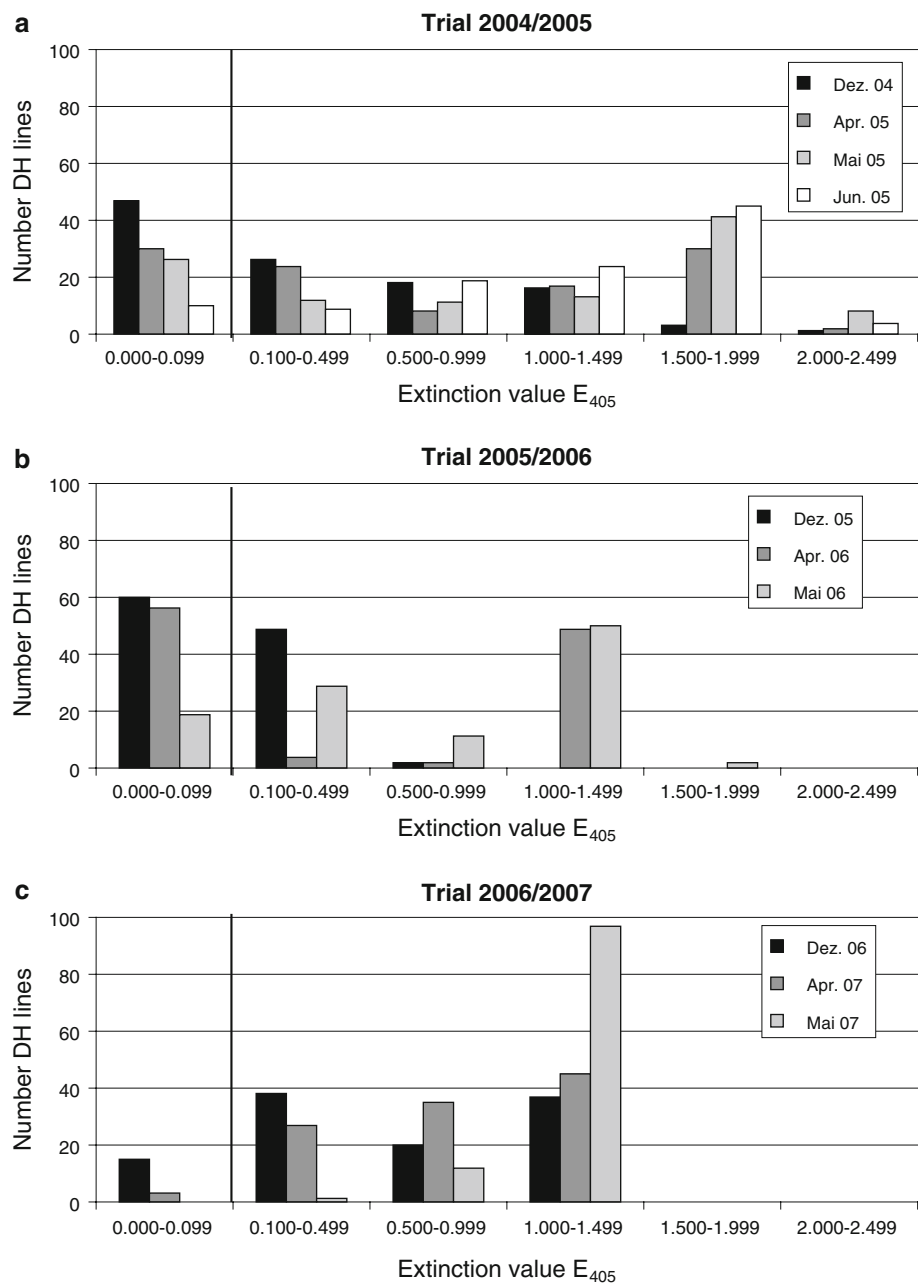 a
Trial 2004/2005
100
80
60
40
20
0
Number DH lines
Dez. 04
Apr. 05
Mai 05
Jun. 05
0.000-0.099 0.100-0.499 0.500-0.999 1.000-1.499 1.500-1.999 2.000-2.499
Extinction value E405
b
Trial 2005/2006
100
80
60
40
20
0
Number DH lines
Dez. 05
Apr. 06
Mai 06
0.000-0.099 0.100-0.499 0.500-0.999 1.000-1.499 1.500-1.999 2.000-2.499
Extinction value E405
c
Trial 2006/2007
100
80
60
40
20
0
Number DH lines
Dez. 06
Apr. 07
Mai 07
0.000-0.099 0.100-0.499 0.500-0.999 1.000-1.499 1.500-1.999 2.000-2.499
Extinction value E405